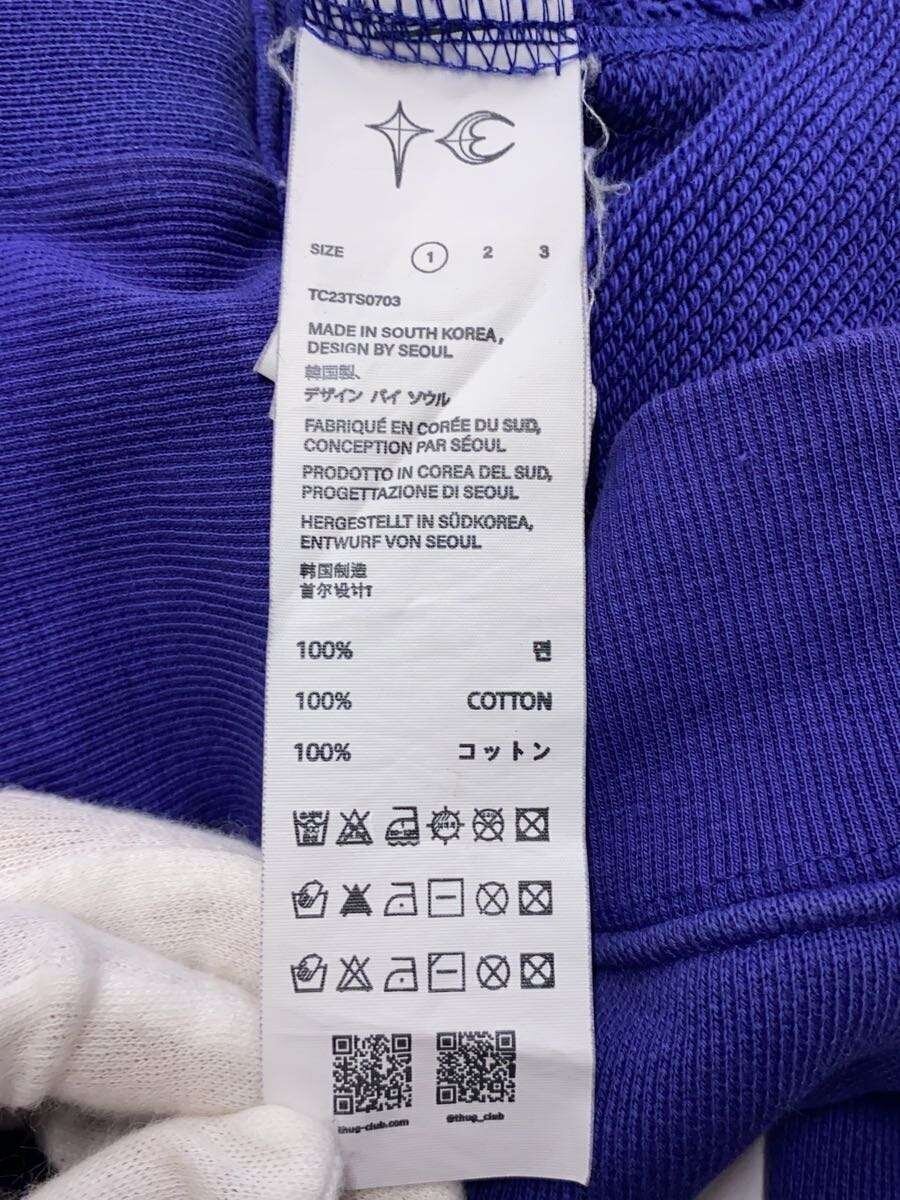 SIZE 1 2 3
TC23TS0703
MADE IN SOUTH KOREA,
DESIGN BY SEOUL
韓国製、
デザイン バイ ソウル
FABRIQUÉ EN CORÉE DU SUD,
CONCEPTION PAR SÉOUL
PRODOTTO IN COREA DEL SUD,
PROGETTAZIONE DI SEOUL
HERGESTELLT IN SÜDKOREA,
ENTWURF VON SEOUL
韩国制造
首尔设计
100% 면
100% COTTON
100% コットン
thug-club.com @thug_club